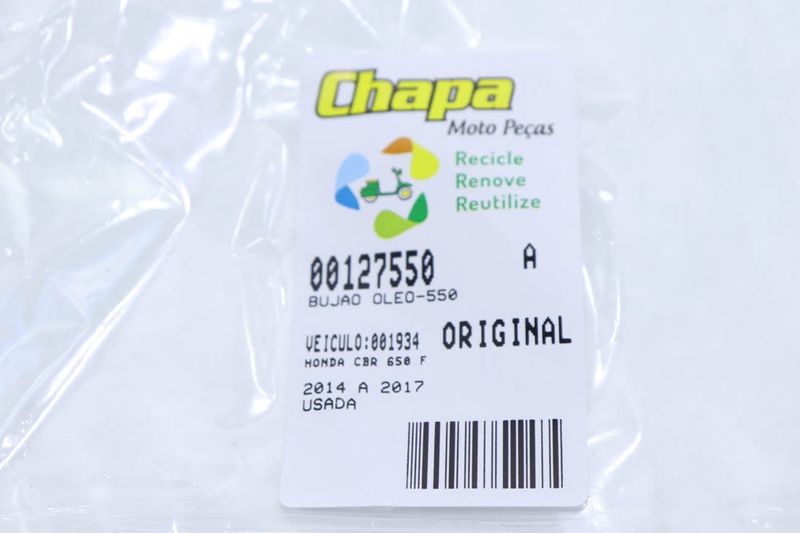 Chapa
Moto Peças
Recicle
Renove
Reutilize
00127550 A
BUJAO OLEO-550
VEICULO:001934 ORIGINAL
HONDA CBR 650 F
2014 A 2017
USADA